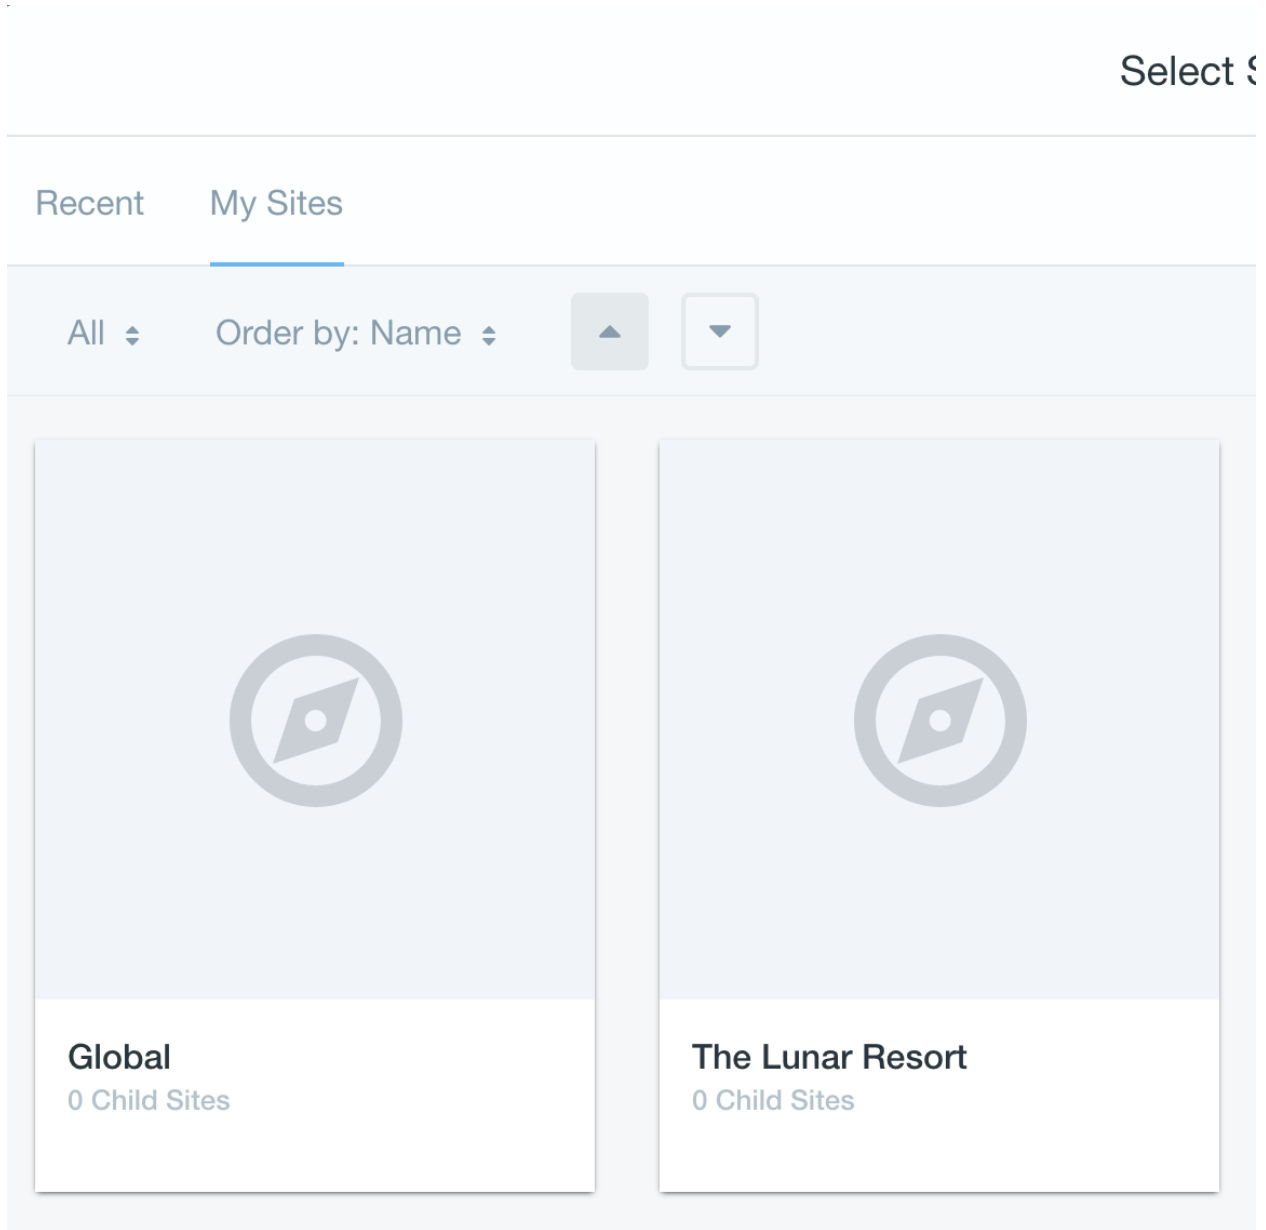 Select
Recent
My Sites
All
Order by: Name
Global
0 Child Sites
The Lunar Resort
0 Child Sites